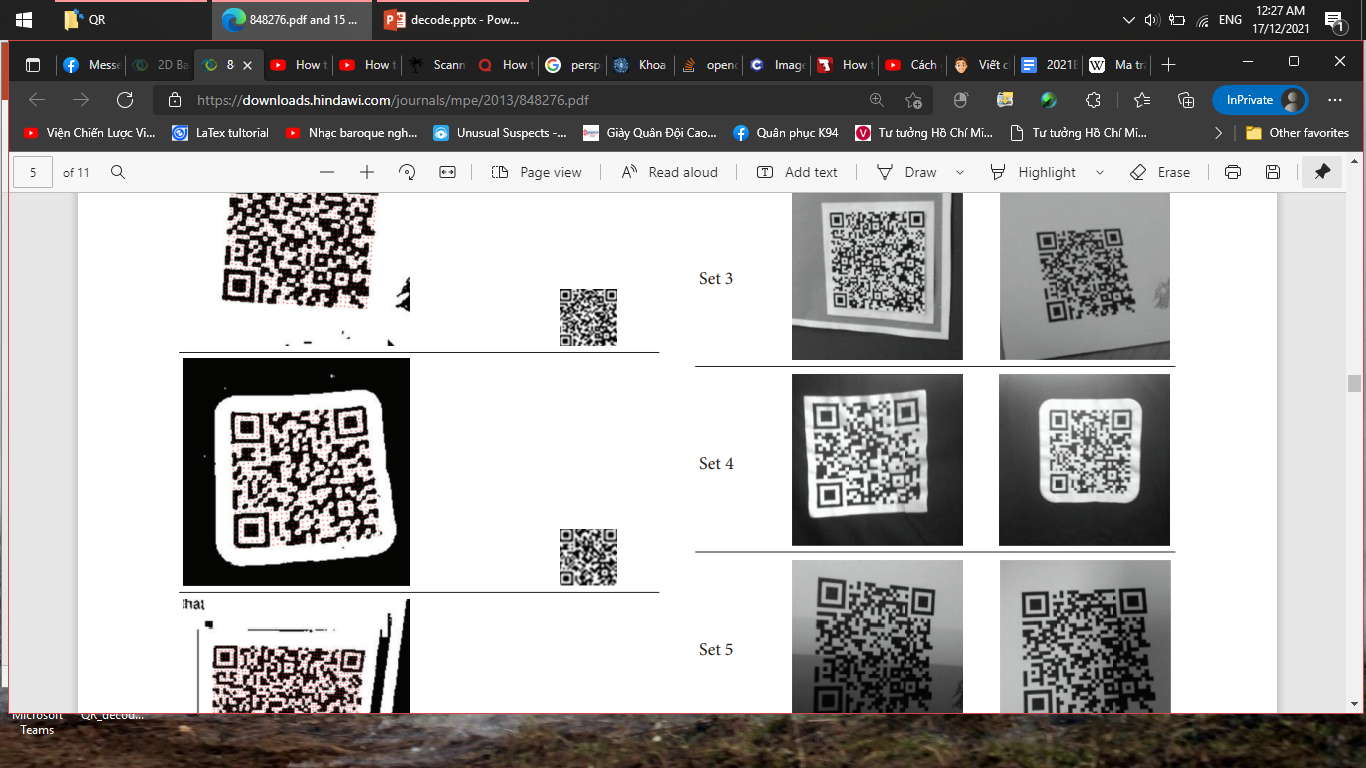 QR
848276.pdf and 15 ...
decode.pptx - Pow...
ENG
12:27 AM
17/12/2021
1
Messe
2D Ba
8
How t
How t
Scann
How t
persp
Khoa
openc
Image
How t
Cách
Viết c
2021E
Ma tr
https://downloads.hindawi.com/journals/mpe/2013/848276.pdf
InPrivate
Viện Chiến Lược Vi...
LaTex tultorial
Nhạc baroque ngh...
Unusual Suspects -...
Giày Quân Đội Cao...
Quân phục K94
Tư tưởng Hồ Chí Mi...
Tư tưởng Hồ Chí Mi...
Other favorites
5
of 11
Page view
Read aloud
Add text
Draw
Highlight
Erase
Set 3
Set 4
that
Set 5
Microsoft
Teams
QR_decod...